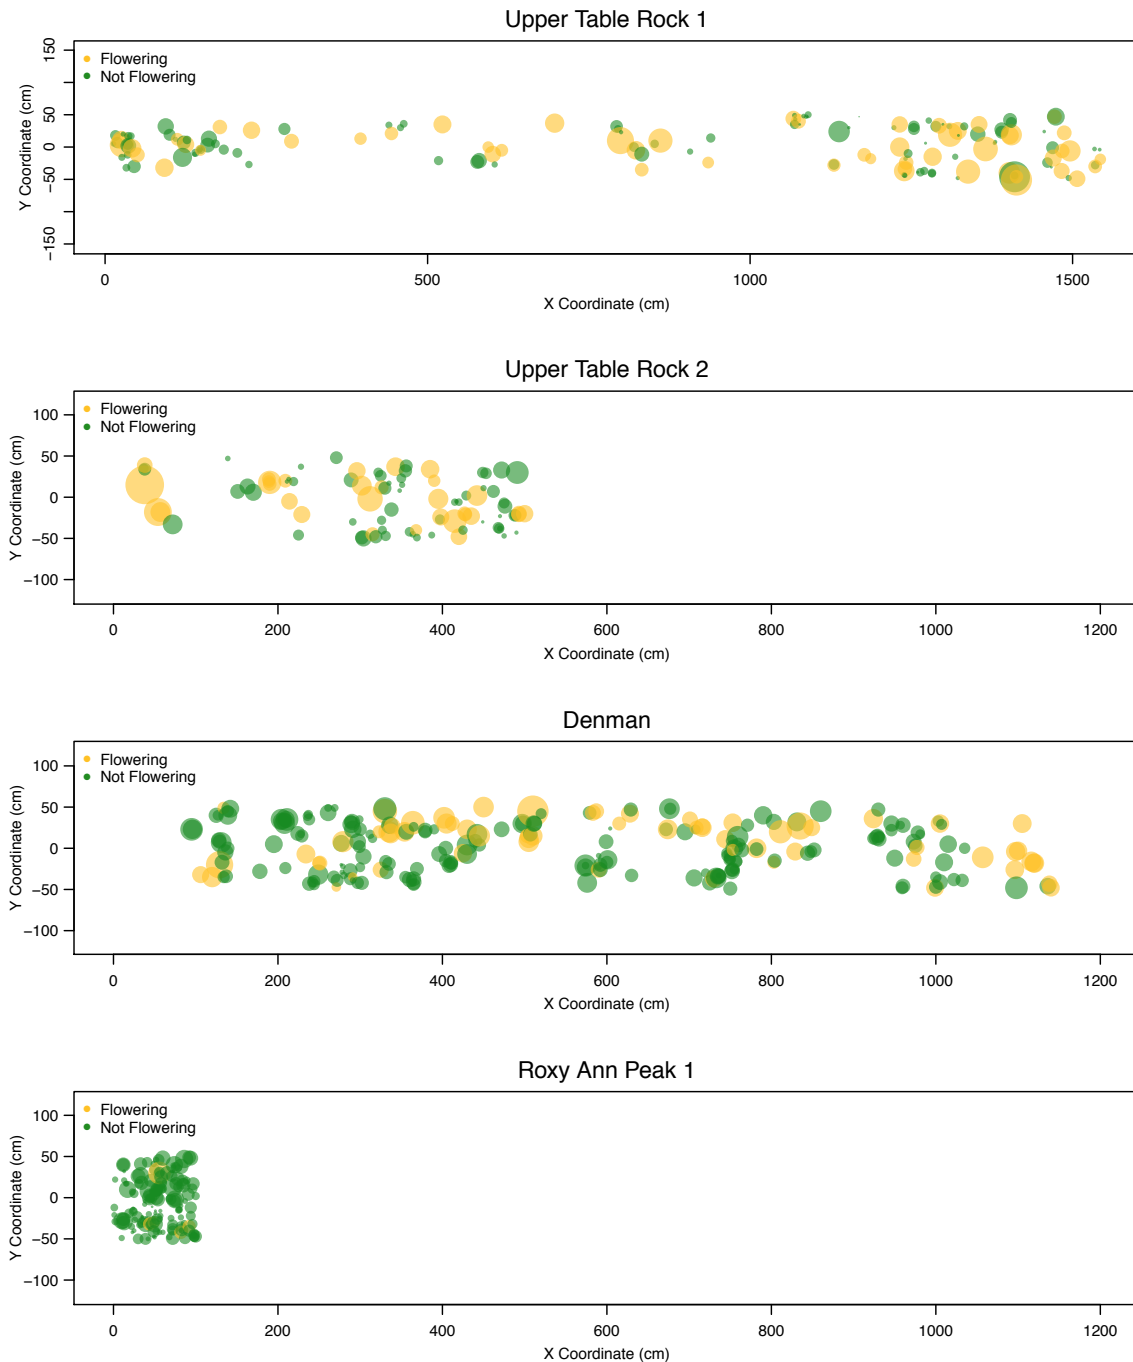 Upper Table Rock 1
Flowering
Not Flowering
150
50
0
−50
−150
Y Coordinate (cm)
0 500 1000 1500
X Coordinate (cm)
Upper Table Rock 2
Flowering
Not Flowering
100
50
0
−50
−100
Y Coordinate (cm)
0 200 400 600 800 1000 1200
X Coordinate (cm)
Denman
Flowering
Not Flowering
100
50
0
−50
−100
Y Coordinate (cm)
0 200 400 600 800 1000 1200
X Coordinate (cm)
Roxy Ann Peak 1
Flowering
Not Flowering
100
50
0
−50
−100
Y Coordinate (cm)
0 200 400 600 800 1000 1200
X Coordinate (cm)